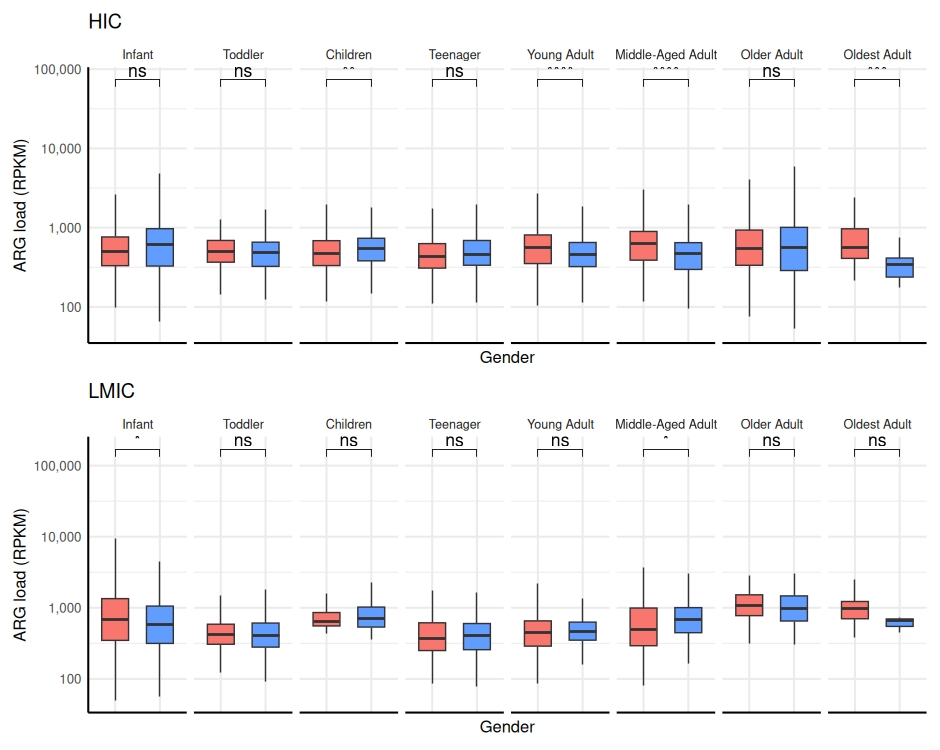 HIC
Infant Toddler Children Teenager Young Adult Middle-Aged Adult Older Adult Oldest Adult
100,000
ns ns ** ns **** **** ns ***
10,000
1,000
100
ARG load (RPKM)
Gender
LMIC
Infant Toddler Children Teenager Young Adult Middle-Aged Adult Older Adult Oldest Adult
* ns ns ns ns * ns ns
100,000
10,000
1,000
100
ARG load (RPKM)
Gender